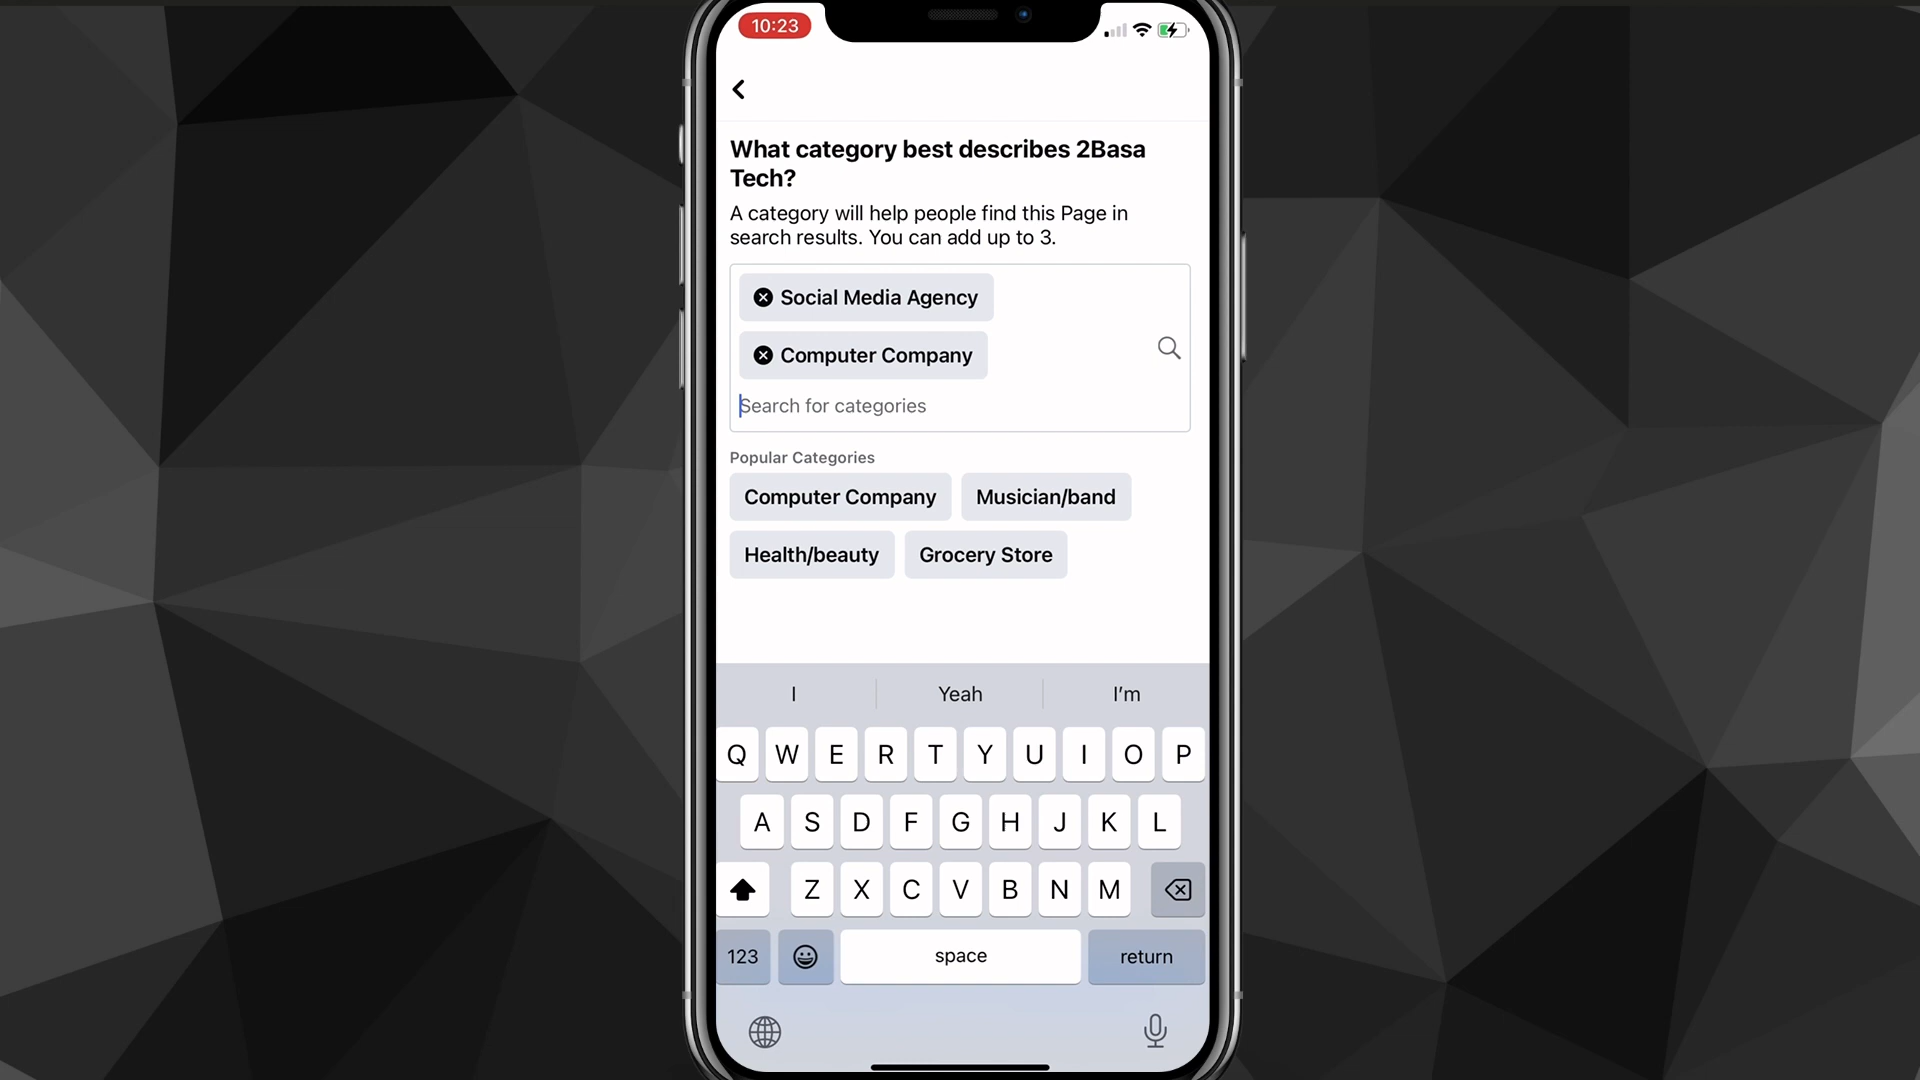 10:23
What category best describes 2Basa
Tech?
A category will help people find this Page in
search results. You can add up to 3.
Social Media Agency
Computer Company
Search for categories
Popular Categories
Computer Company Musician/band
Health/beauty Grocery Store
I Yeah I'm
Q W E R T Y U I O P
A S D F G H J K L
Z X C V B N M
123 space return